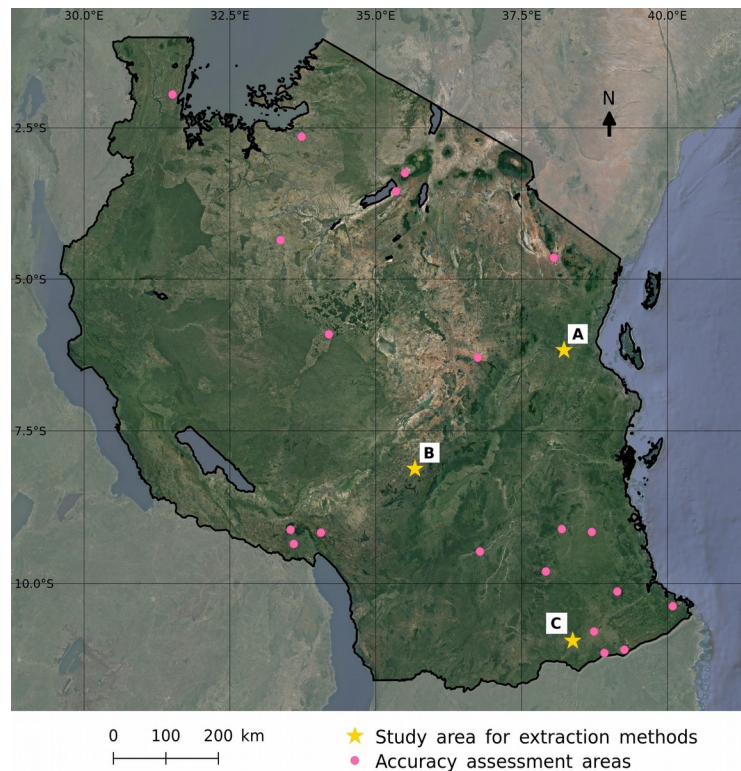 30.0°E 32.5°E 35.0°E 37.5°E 40.0°E
N
2.5°S
5.0°S
A
7.5°S
B
10.0°S
C
0 100 200 km
Study area for extraction methods
Accuracy assessment areas